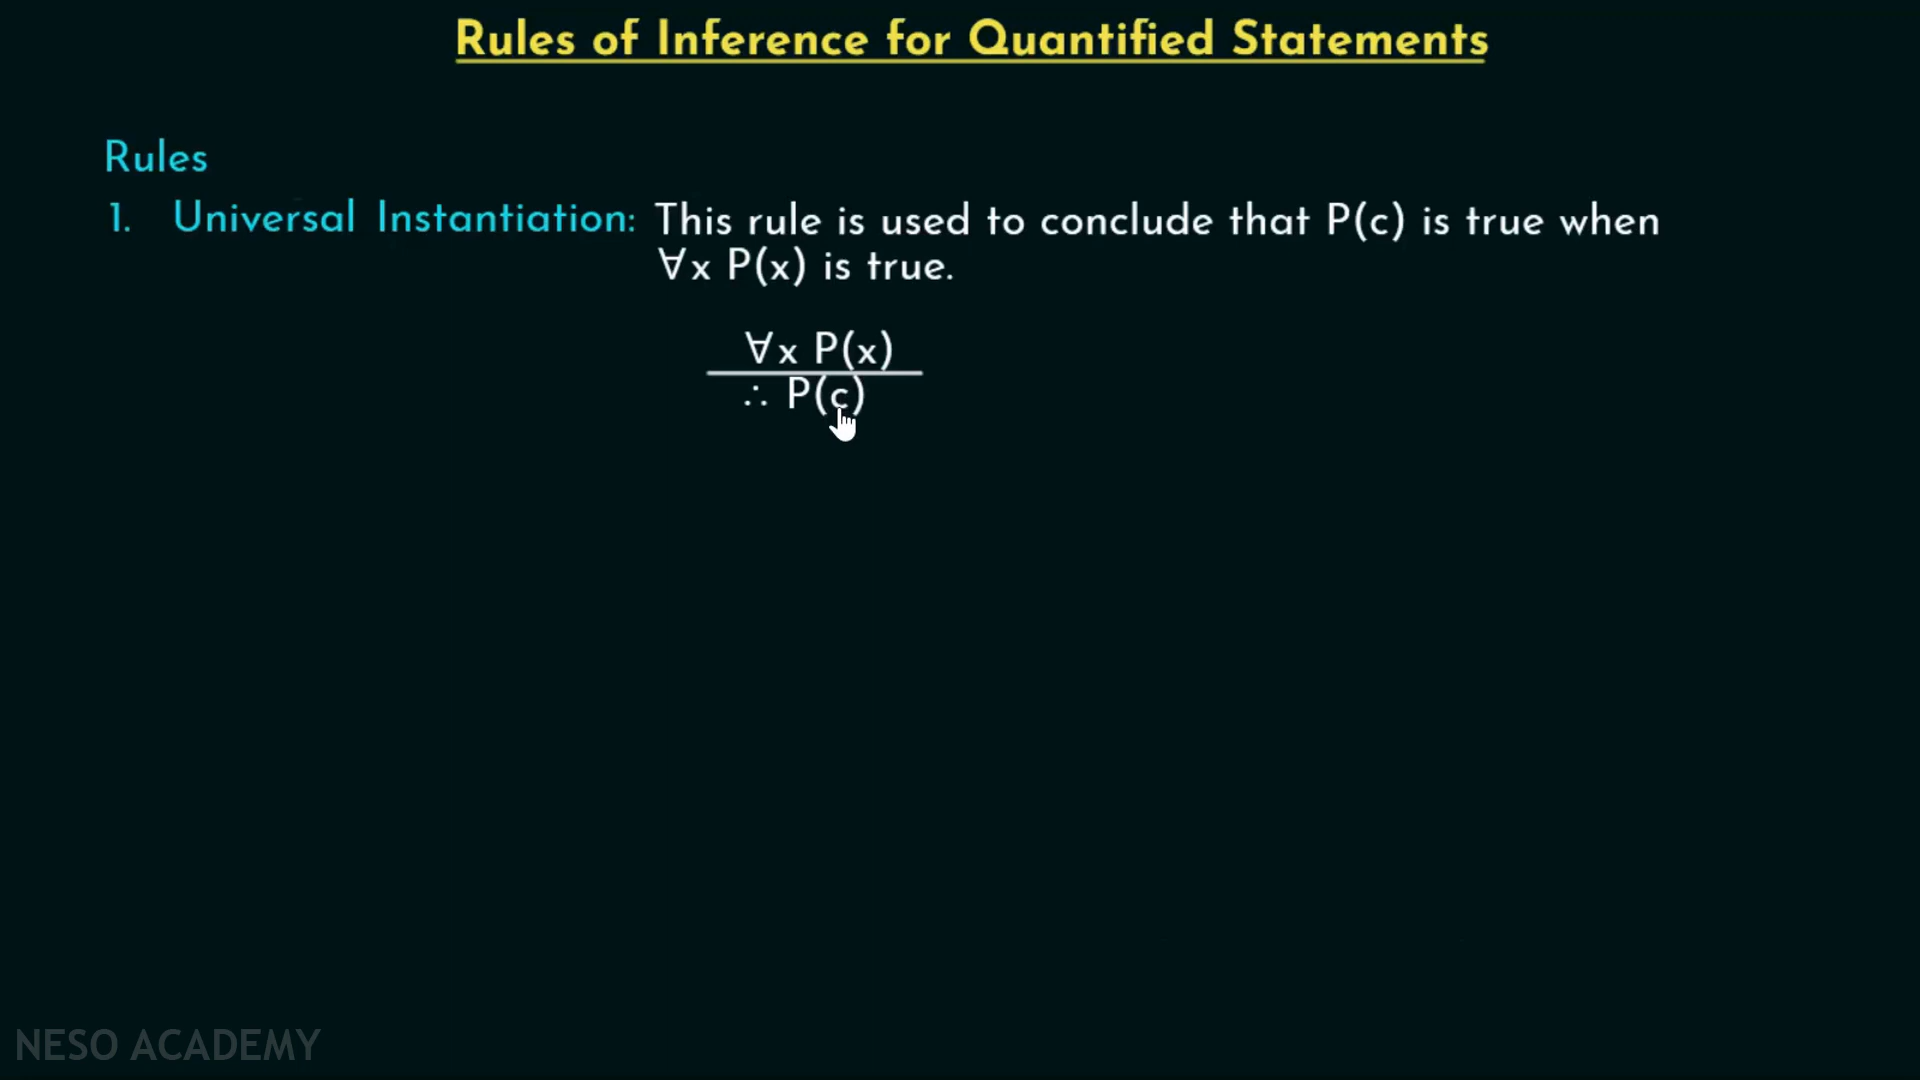 Rules of Inference for Quantified Statements
Rules
1. Universal Instantiation: This rule is used to conclude that P(c) is true when
∀x P(x) is true.
∀x P(x)
∴ P(c)
NESO ACADEMY